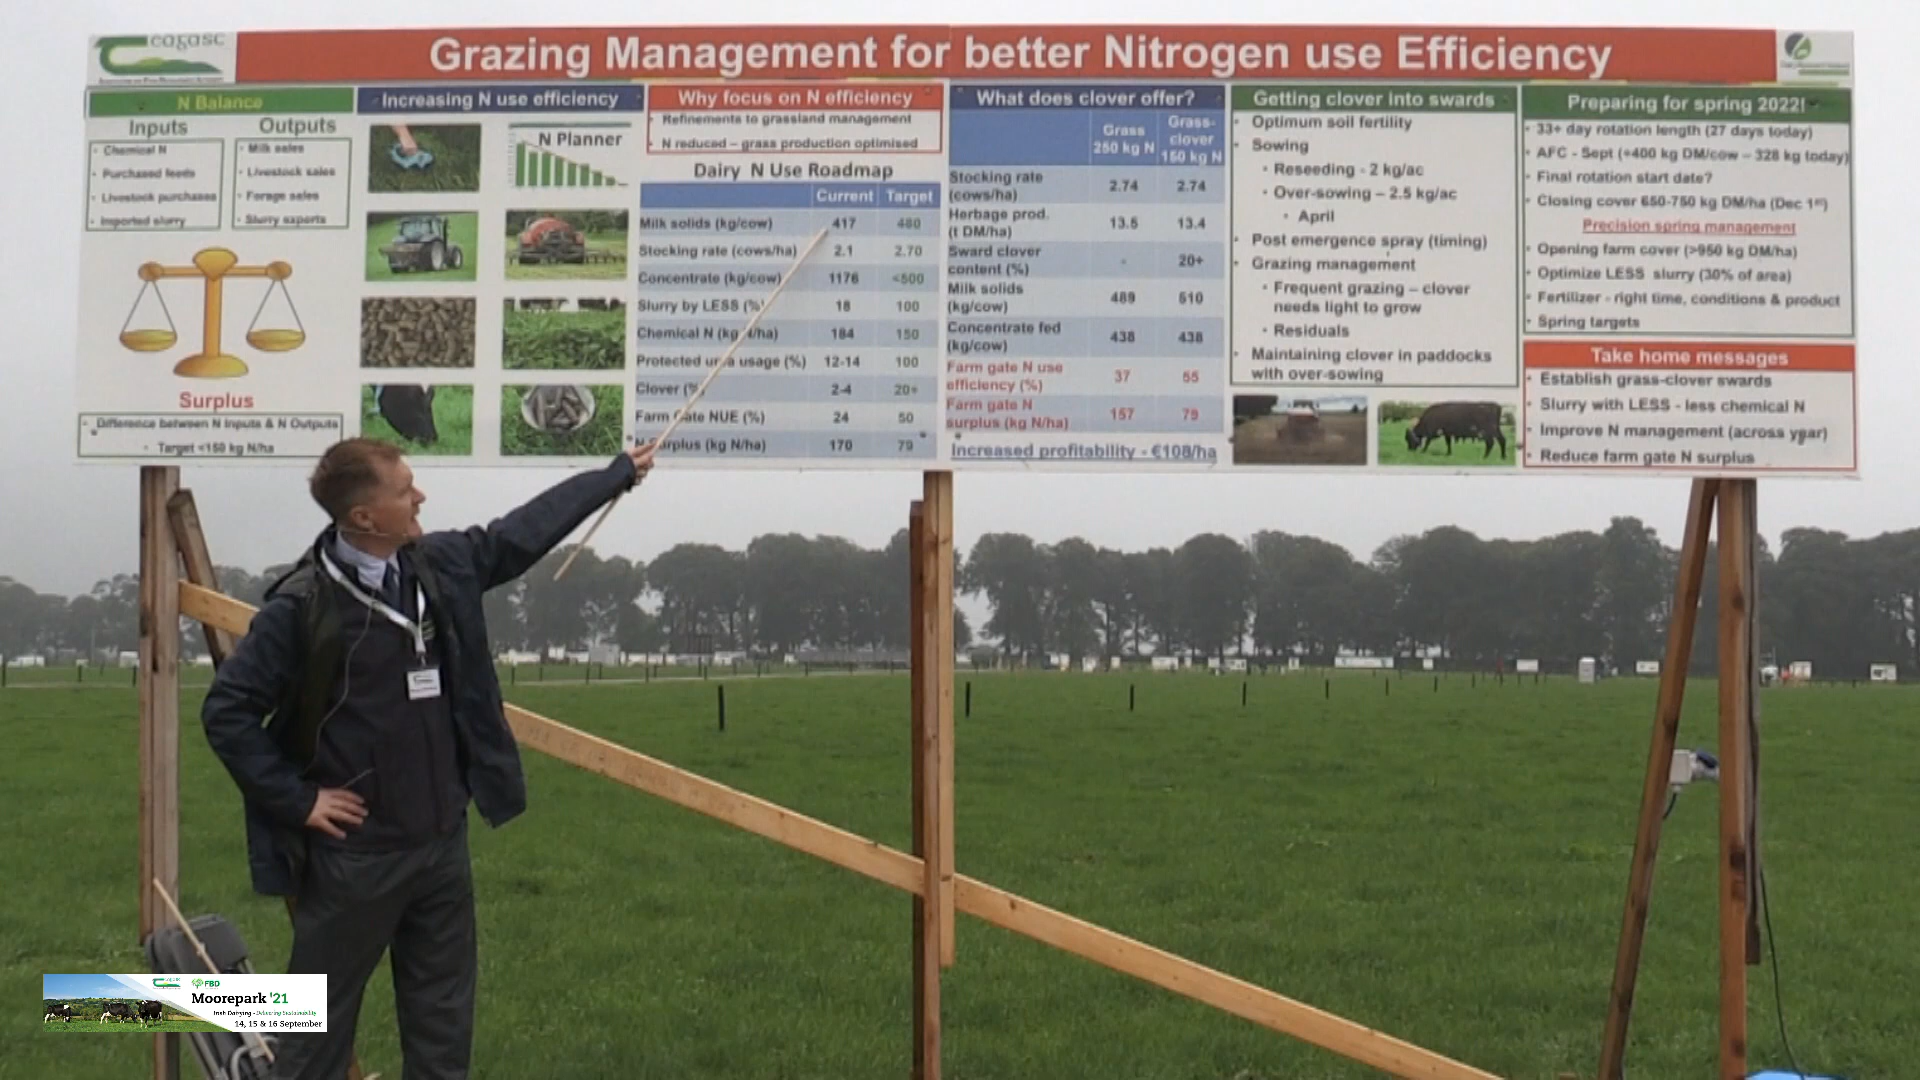 eagasc
Grazing Management for better Nitrogen use Efficiency
N Balance
Inputs
Outputs
• Chemical N
• Purchased feeds
• Livestock purchases
• Imported slurry
• Milk sales
• Livestock sales
• Forage sales
• Slurry exports
Surplus
• Difference between N Inputs & N Outputs
• Target <150 kg N/ha
Increasing N use efficiency
N Planner
Why focus on N efficiency
• Refinements to grassland management
• N reduced – grass production optimised
Dairy N Use Roadmap
Current Target
Milk solids (kg/cow) 417 480
Stocking rate (cows/ha) 2.1 2.70
Concentrate (kg/cow) 1176 <500
Slurry by LESS (%) 18 100
Chemical N (kg N/ha) 184 150
Protected urea usage (%) 12-14 100
Clover (%) 2-4 20+
Farm Gate NUE (%) 24 50
N Surplus (kg N/ha) 170 79
What does clover offer?
Grass 250 kg N
Grass-clover 150 kg N
Stocking rate (cows/ha) 2.74 2.74
Herbage prod. (t DM/ha) 13.5 13.4
Sward clover content (%) - 20+
Milk solids (kg/cow) 489 510
Concentrate fed (kg/cow) 438 438
Farm gate N use efficiency (%) 37 55
Farm gate N surplus (kg N/ha) 157 79
Increased profitability - €108/ha
Getting clover into swards
• Optimum soil fertility
• Sowing
• Reseeding - 2 kg/ac
• Over-sowing – 2.5 kg/ac
• April
• Post emergence spray (timing)
• Grazing management
• Frequent grazing – clover
needs light to grow
• Residuals
• Maintaining clover in paddocks
with over-sowing
Preparing for spring 2022!
• 33+ day rotation length (27 days today)
• AFC - Sept (+400 kg DM/cow – 328 kg today)
• Final rotation start date?
• Closing cover 650-750 kg DM/ha (Dec 1st)
Precision spring management
• Opening farm cover (>950 kg DM/ha)
• Optimize LESS slurry (30% of area)
• Fertilizer - right time, conditions & product
• Spring targets
Take home messages
• Establish grass-clover swards
• Slurry with LESS - less chemical N
• Improve N management (across year)
• Reduce farm gate N surplus
FBD
Moorepark '21
Irish Dairying - Delivering Sustainability
14, 15 & 16 September